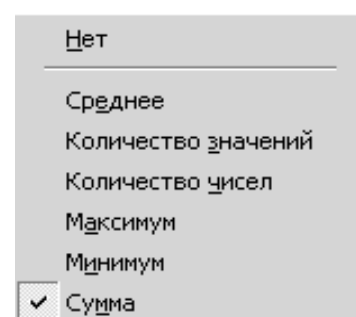 Нет
Среднее
Количество значений
Количество чисел
Максимум
Минимум
Сумма